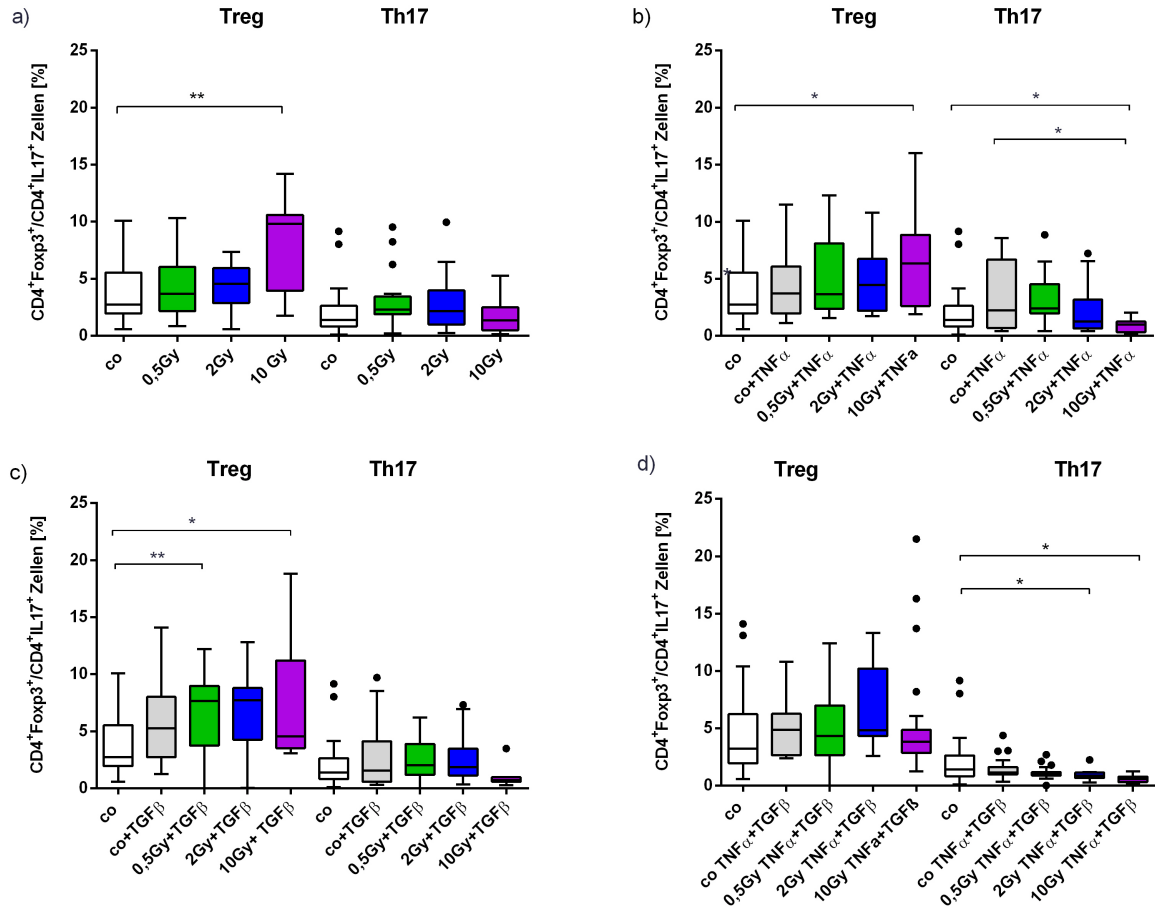 a)
Treg
Th17
CD4⁺Foxp3⁺/CD4⁺IL17⁺ Zellen [%]
25
20
15
10
5
0
**
co
0,5Gy
2Gy
10 Gy
co
0,5Gy
2Gy
10Gy
b)
Treg
Th17
CD4⁺Foxp3⁺/CD4⁺IL17⁺ Zellen [%]
25
20
15
10
5
0
*
*
*
*
co
co+TNFα
0,5Gy+TNFα
2Gy+TNFα
10Gy+TNFa
co
co+TNFα
0,5Gy+TNFα
2Gy+TNFα
10Gy+TNFα
c)
Treg
Th17
CD4⁺Foxp3⁺/CD4⁺IL17⁺ Zellen [%]
25
20
15
10
5
0
*
**
co
co+TGFβ
0,5Gy+TGFβ
2Gy+TGFβ
10Gy+ TGFβ
co
co+TGFβ
0,5Gy+TGFβ
2Gy+TGFβ
10Gy+TGFβ
d)
Treg
Th17
CD4⁺Foxp3⁺/CD4⁺IL17⁺ Zellen [%]
25
20
15
10
5
0
*
*
co
co TNFα+TGFβ
0,5Gy TNFα+TGFβ
2Gy TNFα+TGFβ
10Gy TNFa+TGFß
co
co TNFα+TGFβ
0,5Gy TNFα+TGFβ
2Gy TNFα+TGFβ
10Gy TNFα+TGFβ